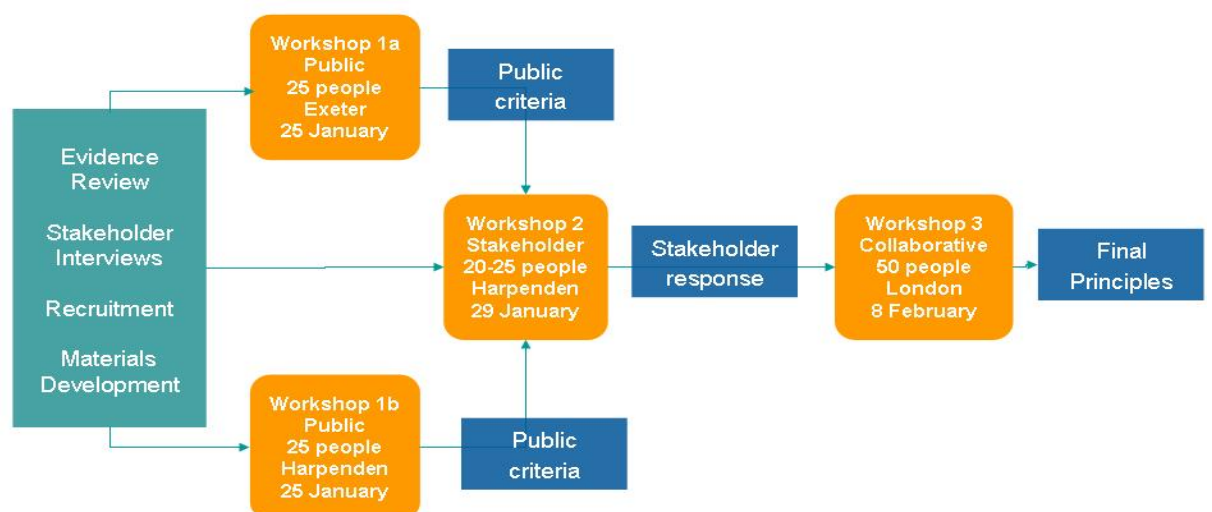 Evidence
Review
Stakeholder
Interviews
Recruitment
Materials
Development
Workshop 1a
Public
25 people
Exeter
25 January
Public
criteria
Workshop 1b
Public
25 people
Harpenden
25 January
Public
criteria
Workshop 2
Stakeholder
20-25 people
Harpenden
29 January
Stakeholder
response
Workshop 3
Collaborative
50 people
London
8 February
Final
Principles